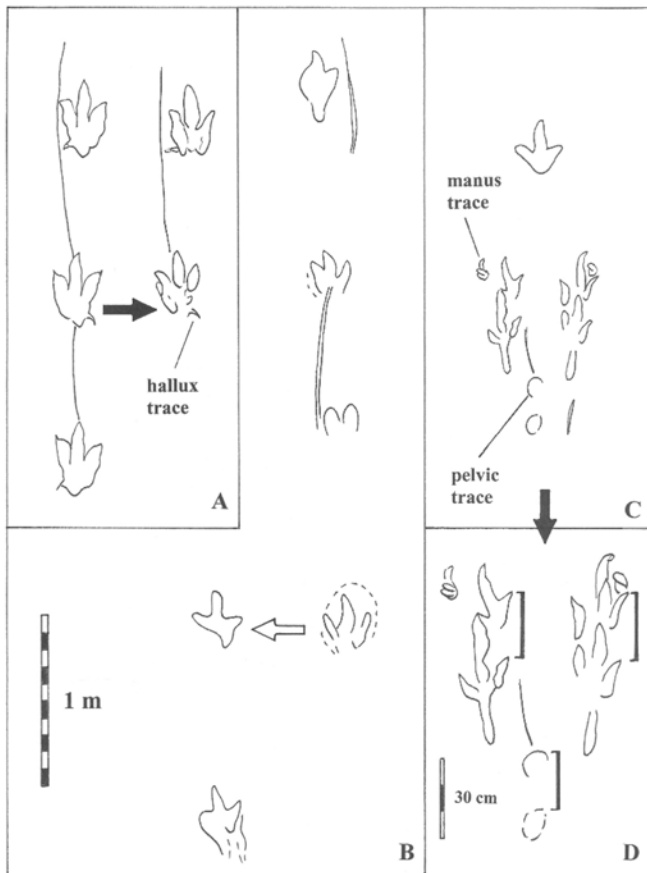 manus
trace
hallux
trace
A
pelvic
trace
C
1 m
B
30 cm
D